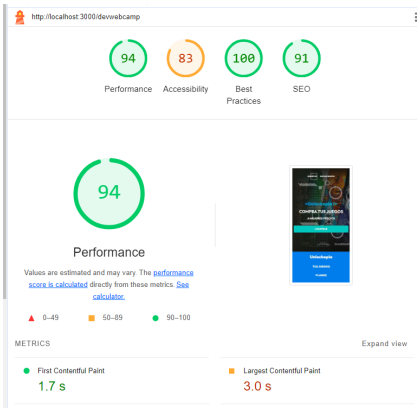 http://localhost:3000/devwebcamp
94
83
100
91
Performance
Accessibility
Best
Practices
SEO
94
Performance
Values are estimated and may vary. The performance
score is calculated directly from these metrics. See
calculator.
0–49
50–89
90–100
COMPRA TUS JUEGOS
METRICS
Expand view
First Contentful Paint
1.7 s
Largest Contentful Paint
3.0 s